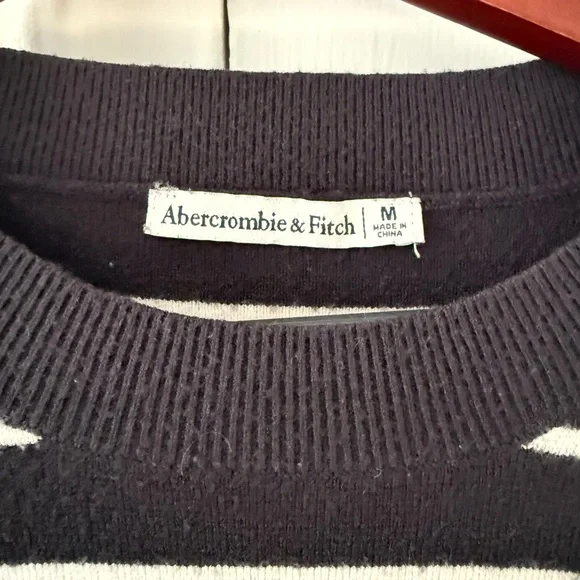 Abercrombie & Fitch | M
MADE IN
CHINA